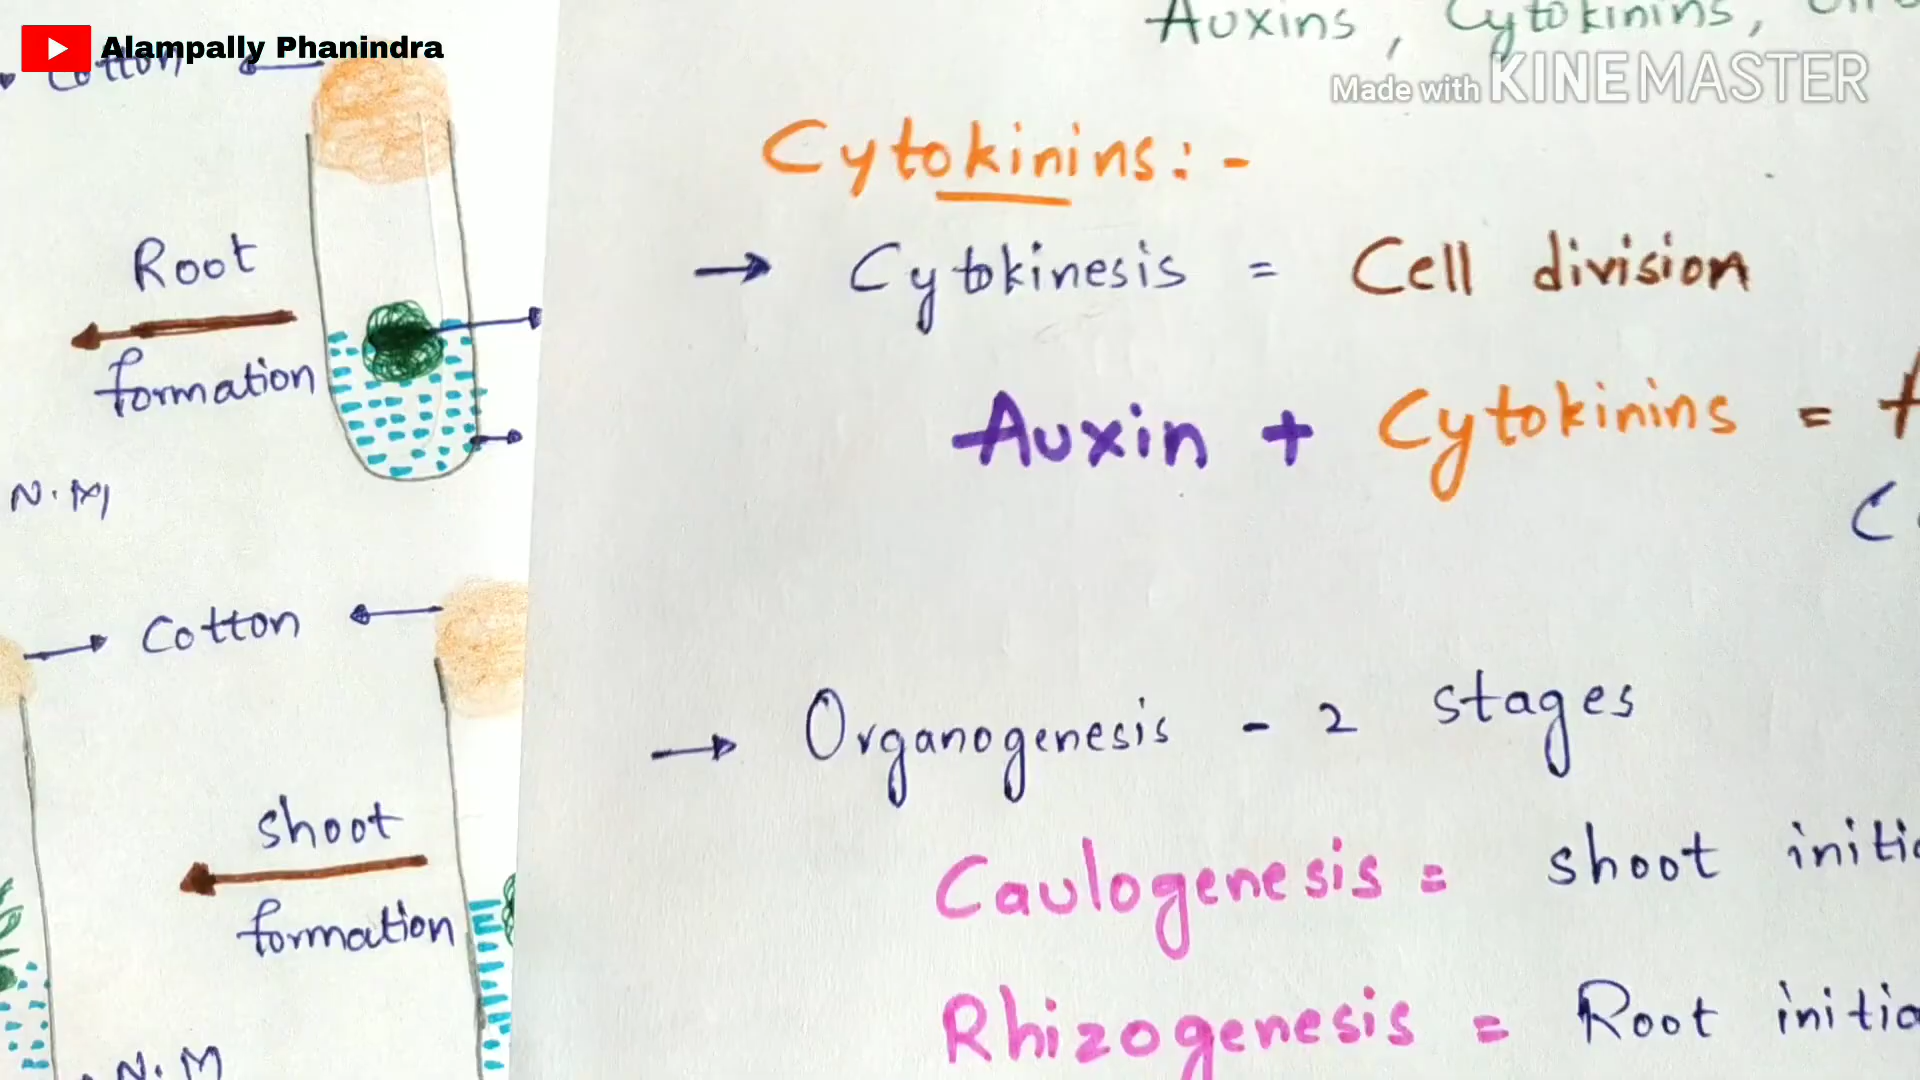 Alampally Phanindra
Cotton
Root
formation
N.M
Cotton
shoot
formation
N.M
Auxins, Cytokinins,
Made with KINEMASTER
Cytokinins:-
→ Cytokinesis = Cell division
Auxin + Cytokinins =
→ Organogenesis - 2 stages
Caulogenesis = shoot
Rhizogenesis = Root